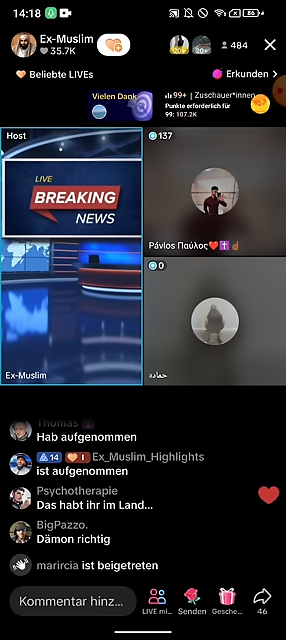 14:18
86
Ex-Muslim
35.7K
20+
484
Beliebte LIVEs
Erkunden
Vielen Dank
99+ | Zuschauer*innen
Punkte erforderlich für
99: 107.2K
Host
137
LIVE
BREAKING
NEWS
Pávlos Παύλος
0
Ex-Muslim
حماده
Thomas
Hab aufgenommen
14 I Ex_Muslim_Highlights
ist aufgenommen
Psychotherapie
Das habt ihr im Land...
BigPazzo.
Dämon richtig
marircia ist beigetreten
Kommentar hinz...
LIVE mi...
Senden
Gesche...
46